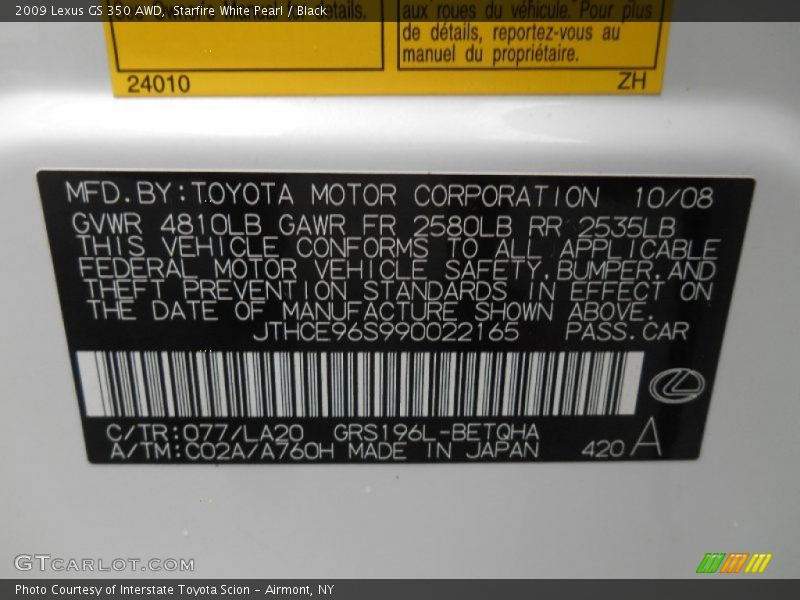 2009 Lexus GS 350 AWD, Starfire White Pearl / Black
details.
aux roues du véhicule. Pour plus
de détails, reportez-vous au
manuel du propriétaire.
24010
ZH
MFD.BY:TOYOTA MOTOR CORPORATION 10/08
GVWR 4810LB GAWR FR 2580LB RR 2535LB
THIS VEHICLE CONFORMS TO ALL APPLICABLE
FEDERAL MOTOR VEHICLE SAFETY,BUMPER,AND
THEFT PREVENTION STANDARDS IN EFFECT ON
THE DATE OF MANUFACTURE SHOWN ABOVE.
JTHCE96S990022165 PASS.CAR
C/TR:077/LA20 GRS196L-BETQHA
A/TM:C02A/A760H MADE IN JAPAN 420 A
GTCARLOT.COM
Photo Courtesy of Interstate Toyota Scion - Airmont, NY